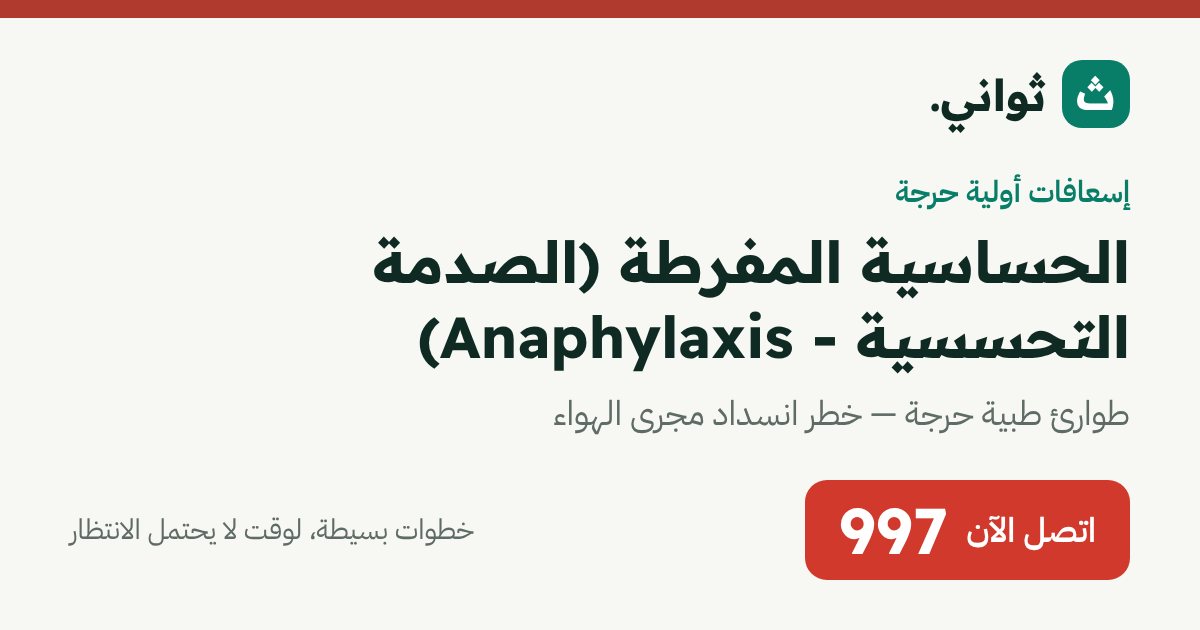 ث ثواني.
إسعافات أولية حرجة
الحساسية المفرطة (الصدمة
التحسسية - Anaphylaxis)
طوارئ طبية حرجة — خطر انسداد مجرى الهواء
اتصل الآن 997
خطوات بسيطة، لوقت لا يحتمل الانتظار